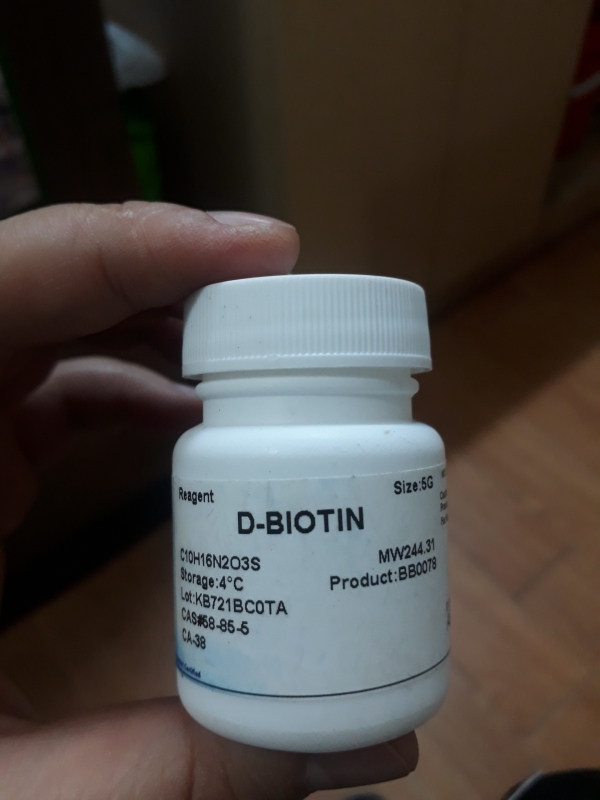 Reagent
Size:5G
D-BIOTIN
C10H16N2O3S
MW244.31
Storage:4°C
Product:BB0078
Lot:KB721BC0TA
CAS#58-85-5
CA-38
Certified